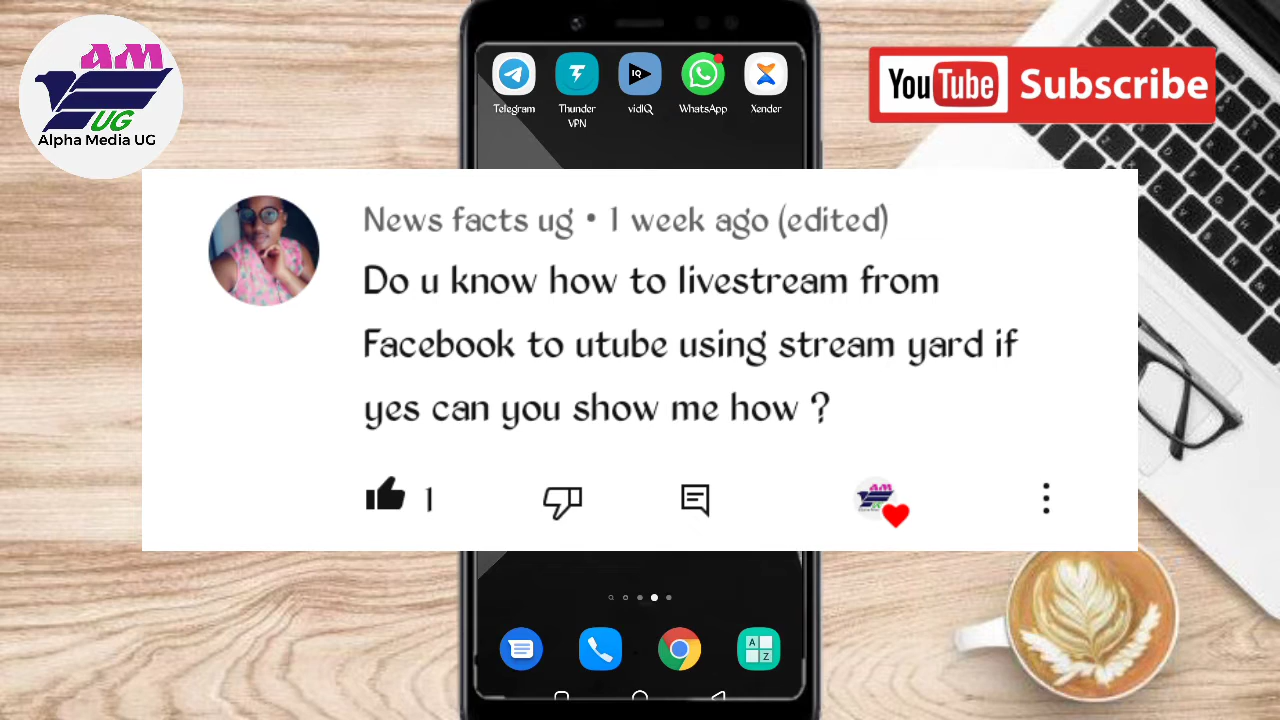 AM
UG
Alpha Media UG
Telegram
Thunder
VPN
IQ
vidIQ
WhatsApp
Xender
YouTube Subscribe
News facts ug • 1 week ago (edited)
Do u know how to livestream from
Facebook to utube using stream yard if
yes can you show me how ?
1
A
Z